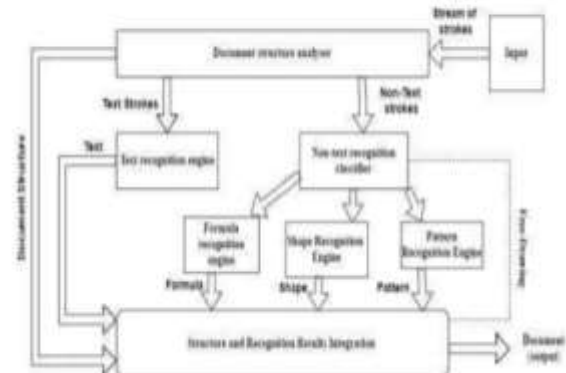 Stream of
strokes
Input
Document structure analyser
Text Strokes
Non-Text
strokes
Text
Document Structure
Text recognition engine
Non-text recognition
classifier
Formula
recognition
engine
Shape Recognition
Engine
Pattern
Recognition Engine
Formula
Shape
Pattern
Structure and Recognition Results Integration
Document
(output)